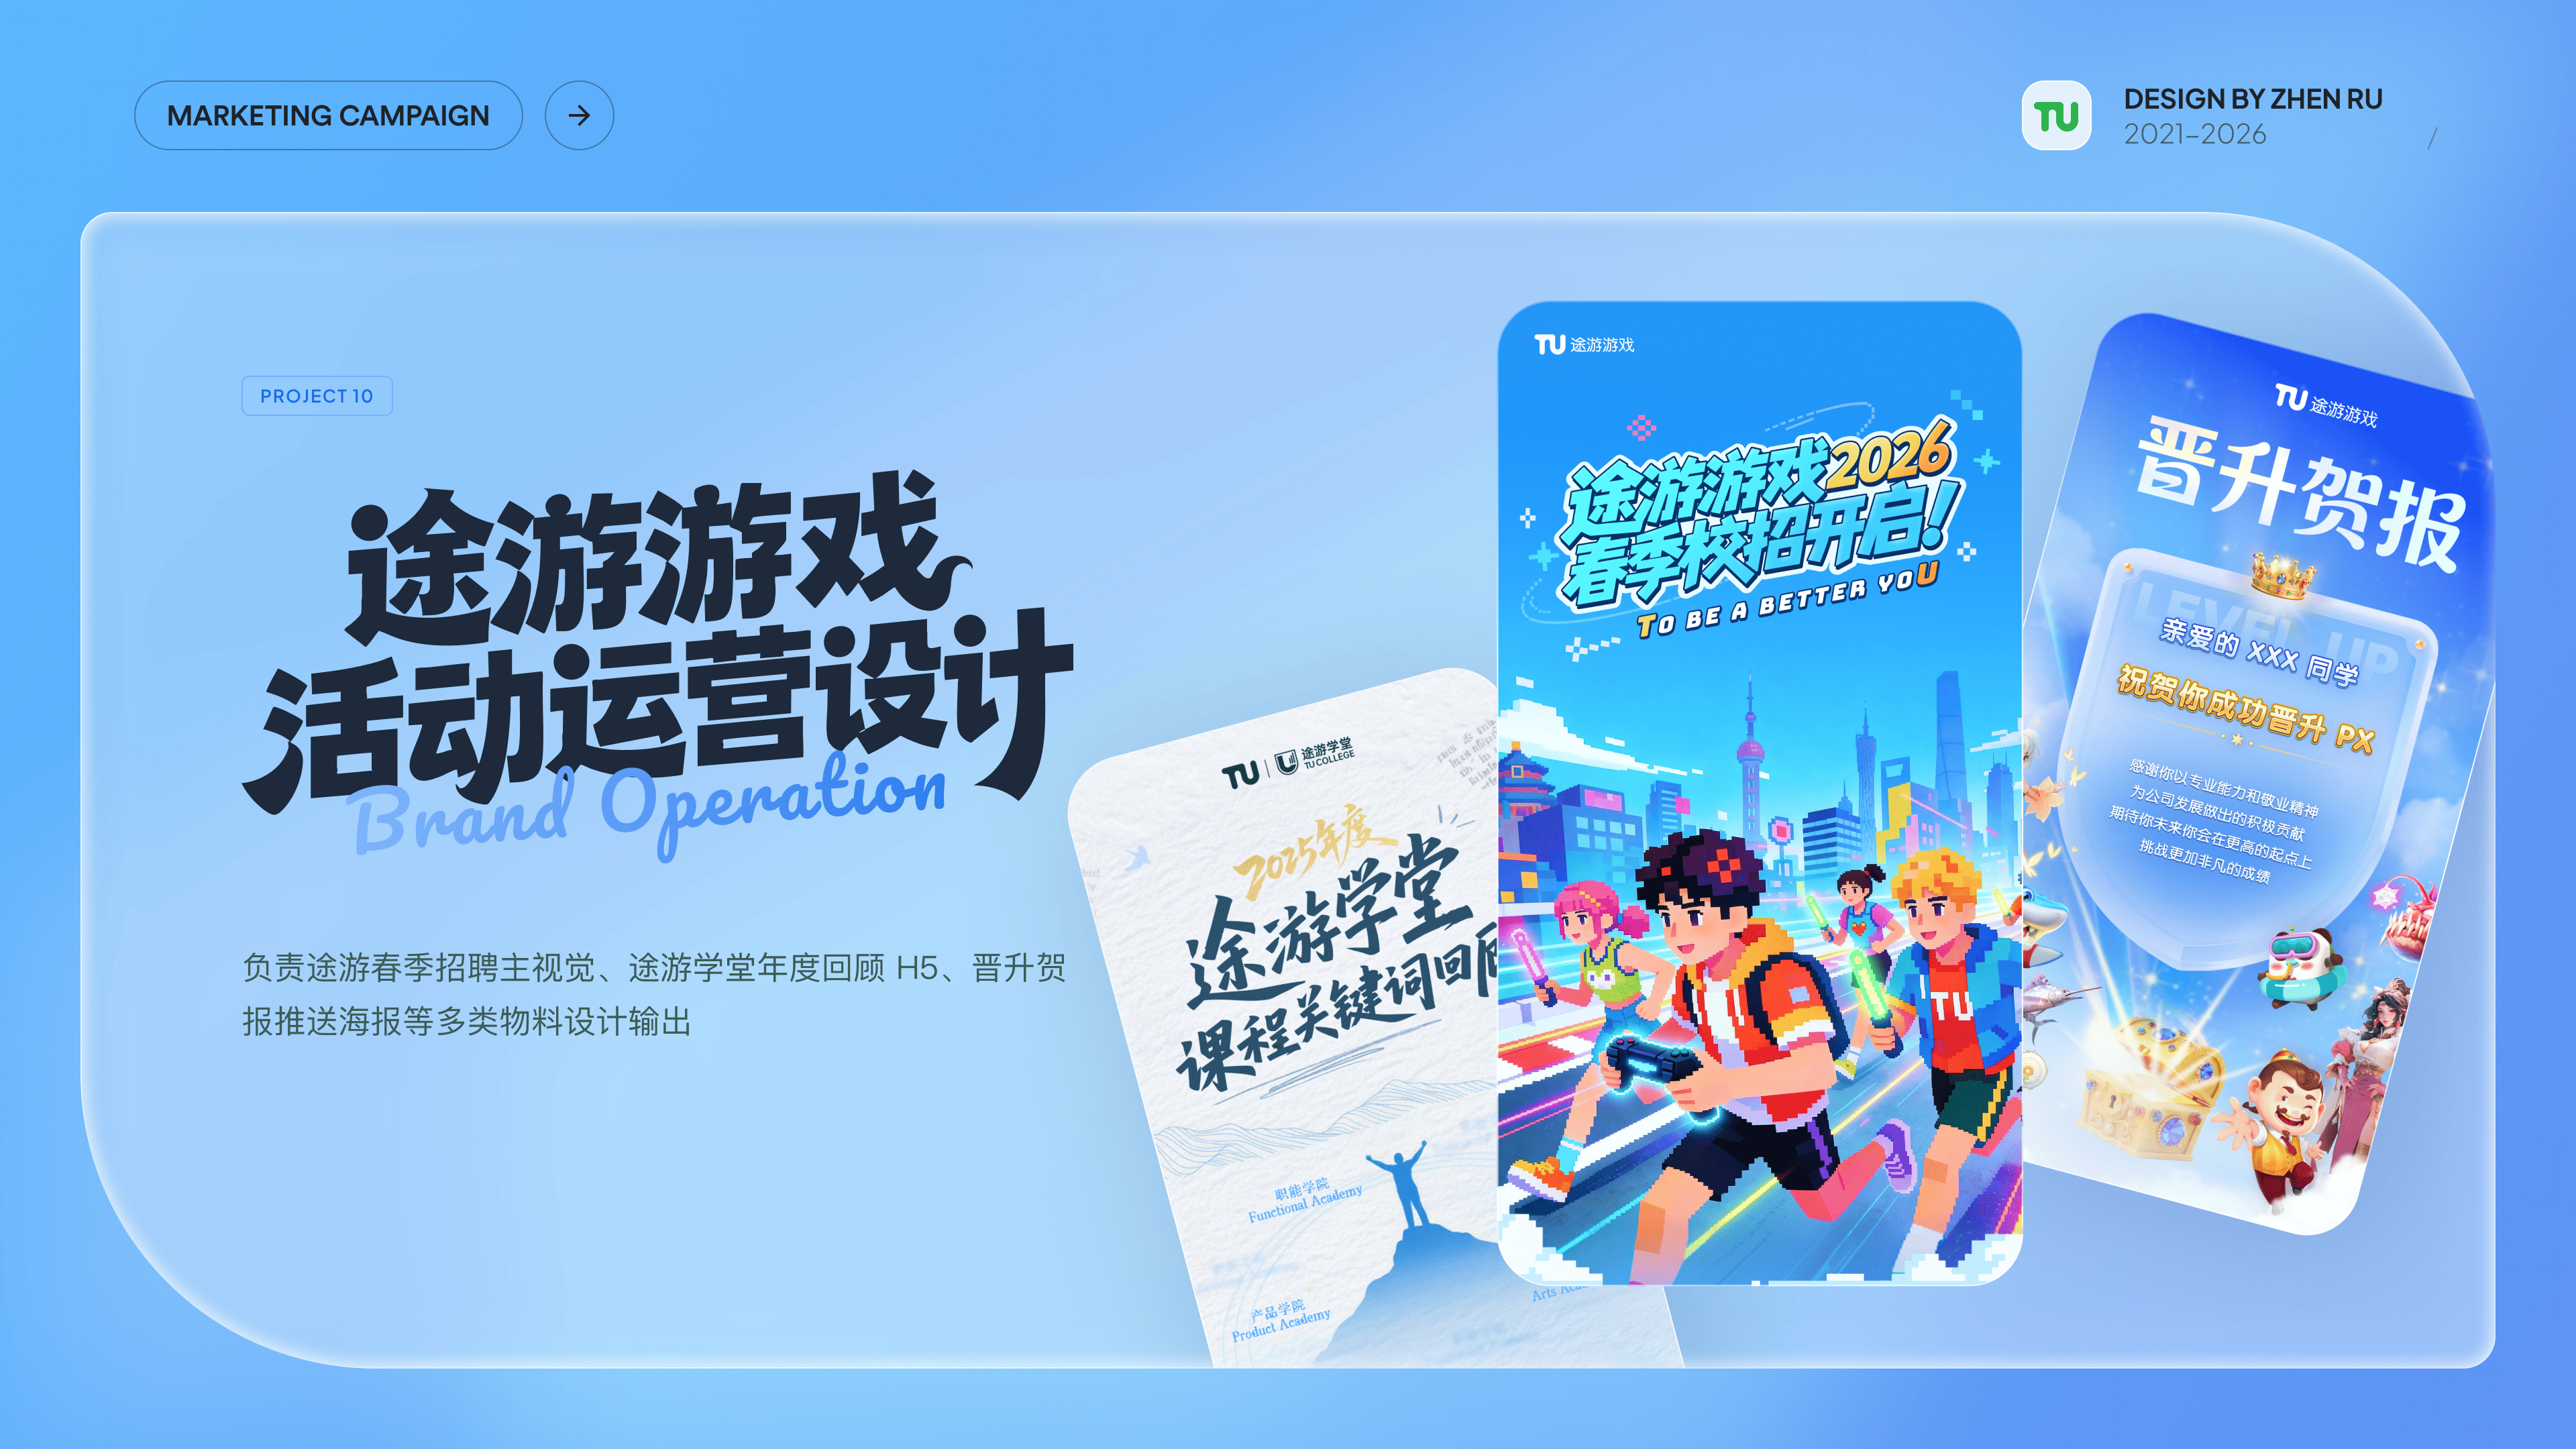 MARKETING CAMPAIGN
TU
DESIGN BY ZHEN RU
2021–2026
/
PROJECT 10
途游游戏
活动运营设计
Brand Operation
负责途游春季招聘主视觉、途游学堂年度回顾 H5、晋升贺
报推送海报等多类物料设计输出
TU 途游学堂
TU COLLEGE
2025年度
途游学堂
课程关键词回顾
职能学院
Functional Academy
产品学院
Product Academy
Arts
TU 途游游戏
途游游戏2026
春季校招开启!
TO BE A BETTER YOU
TU
TU 途游游戏
晋升贺报
LEVEL UP
亲爱的 XXX 同学
祝贺你成功晋升 PX
感谢你以专业能力和敬业精神
为公司发展做出的积极贡献
期待你未来你会在更高的起点上
挑战更加非凡的成绩